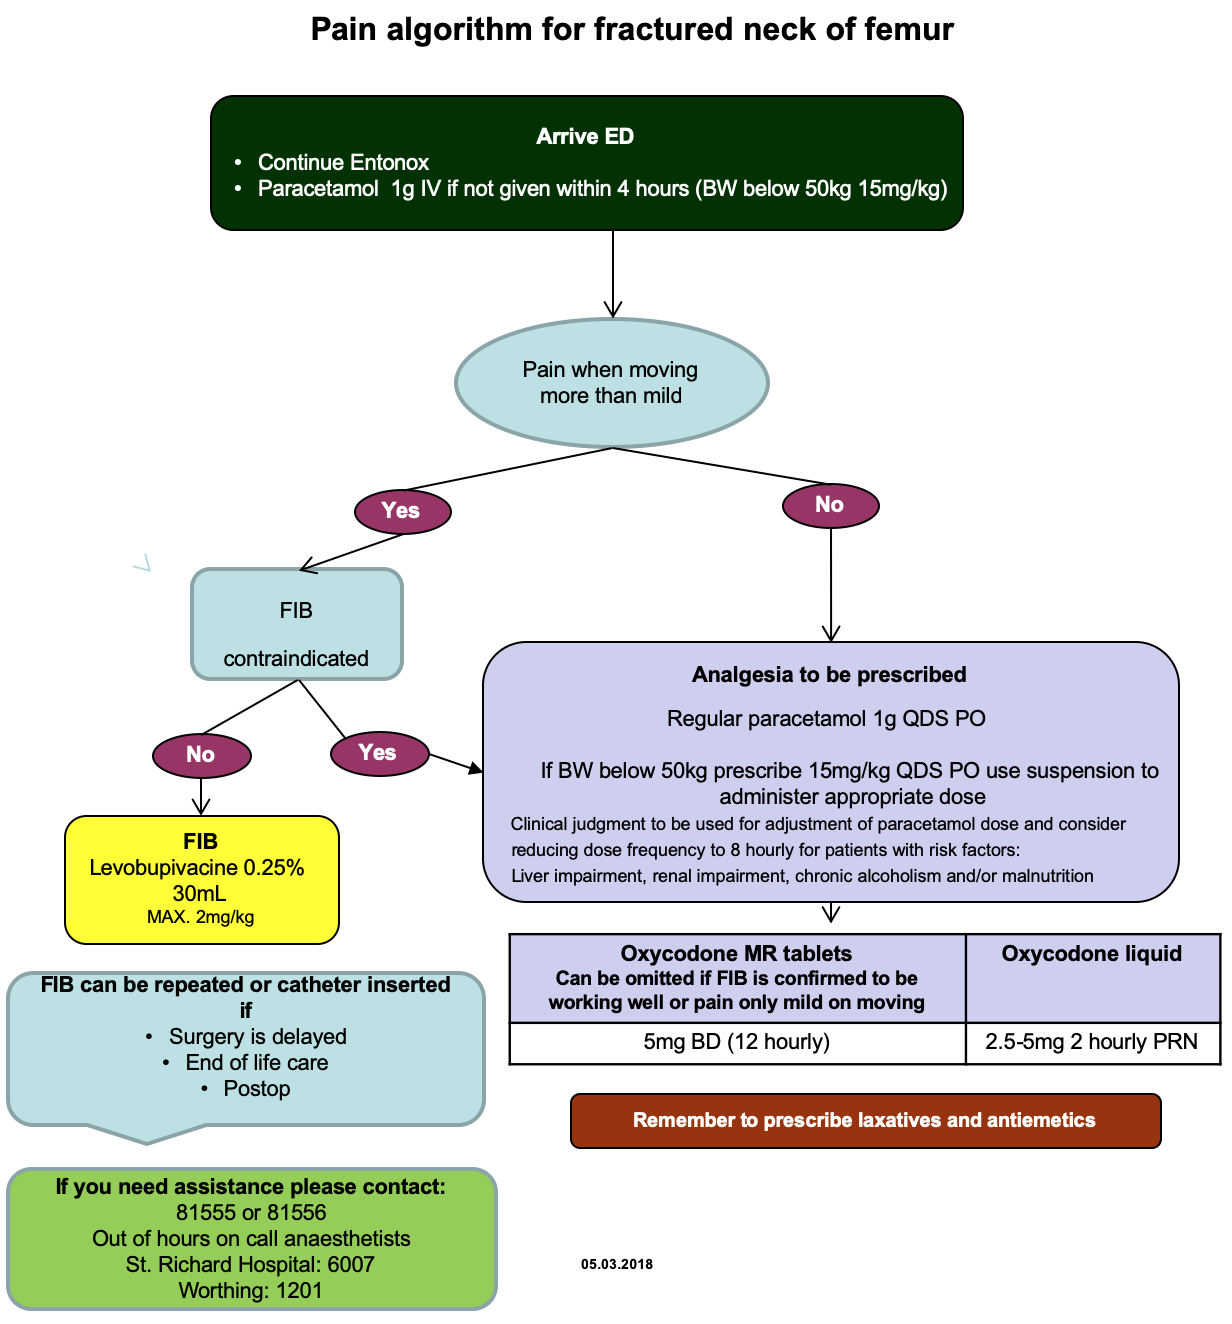 Pain algorithm for fractured neck of femur
Arrive ED
• Continue Entonox
• Paracetamol 1g IV if not given within 4 hours (BW below 50kg 15mg/kg)
Pain when moving
more than mild
Yes
No
FIB
contraindicated
No
Yes
FIB
Levobupivacine 0.25%
30mL
MAX. 2mg/kg
Analgesia to be prescribed
Regular paracetamol 1g QDS PO
If BW below 50kg prescribe 15mg/kg QDS PO use suspension to
administer appropriate dose
Clinical judgment to be used for adjustment of paracetamol dose and consider
reducing dose frequency to 8 hourly for patients with risk factors:
Liver impairment, renal impairment, chronic alcoholism and/or malnutrition
Oxycodone MR tablets
Can be omitted if FIB is confirmed to be
working well or pain only mild on moving
Oxycodone liquid
5mg BD (12 hourly)
2.5-5mg 2 hourly PRN
FIB can be repeated or catheter inserted
if
• Surgery is delayed
• End of life care
• Postop
Remember to prescribe laxatives and antiemetics
If you need assistance please contact:
81555 or 81556
Out of hours on call anaesthetists
St. Richard Hospital: 6007
Worthing: 1201
05.03.2018